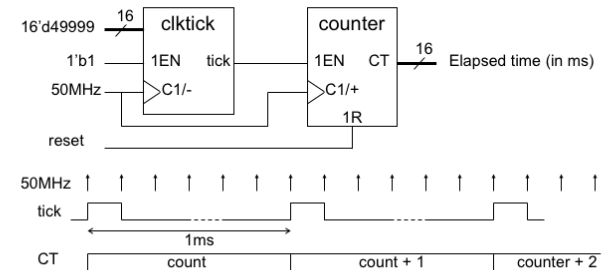 16'd49999 16 clktick counter
1'b1 1EN tick 1EN CT 16 Elapsed time (in ms)
50MHz C1/- C1/+
1R
reset
50MHz
tick
1ms
CT count count + 1 counter + 2